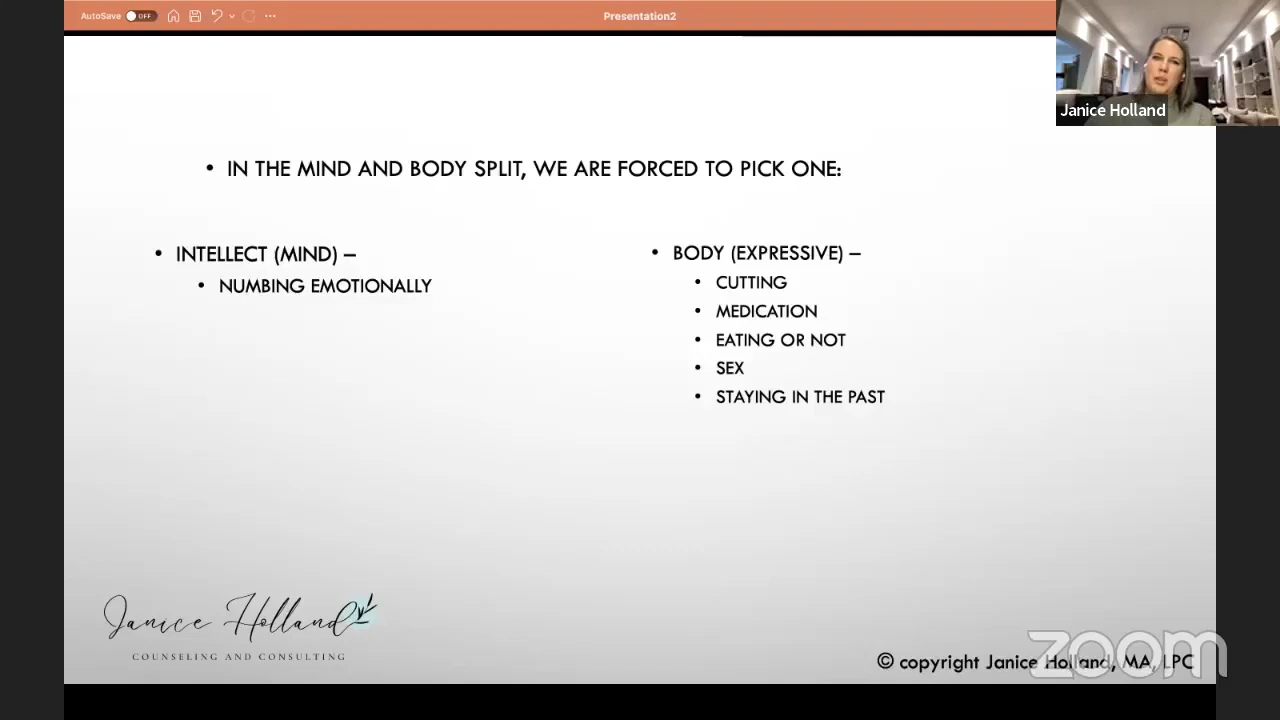 AutoSave OFF
Presentation2
Janice Holland
• IN THE MIND AND BODY SPLIT, WE ARE FORCED TO PICK ONE:
• INTELLECT (MIND) –
• NUMBING EMOTIONALLY
• BODY (EXPRESSIVE) –
• CUTTING
• MEDICATION
• EATING OR NOT
• SEX
• STAYING IN THE PAST
Janice Holland
COUNSELING AND CONSULTING
© copyright Janice Holland, MA, LPC
zoom